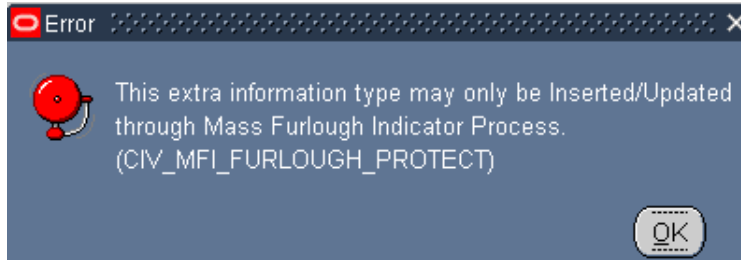 Error
This extra information type may only be Inserted/Updated
through Mass Furlough Indicator Process.
(CIV_MFI_FURLOUGH_PROTECT)
OK